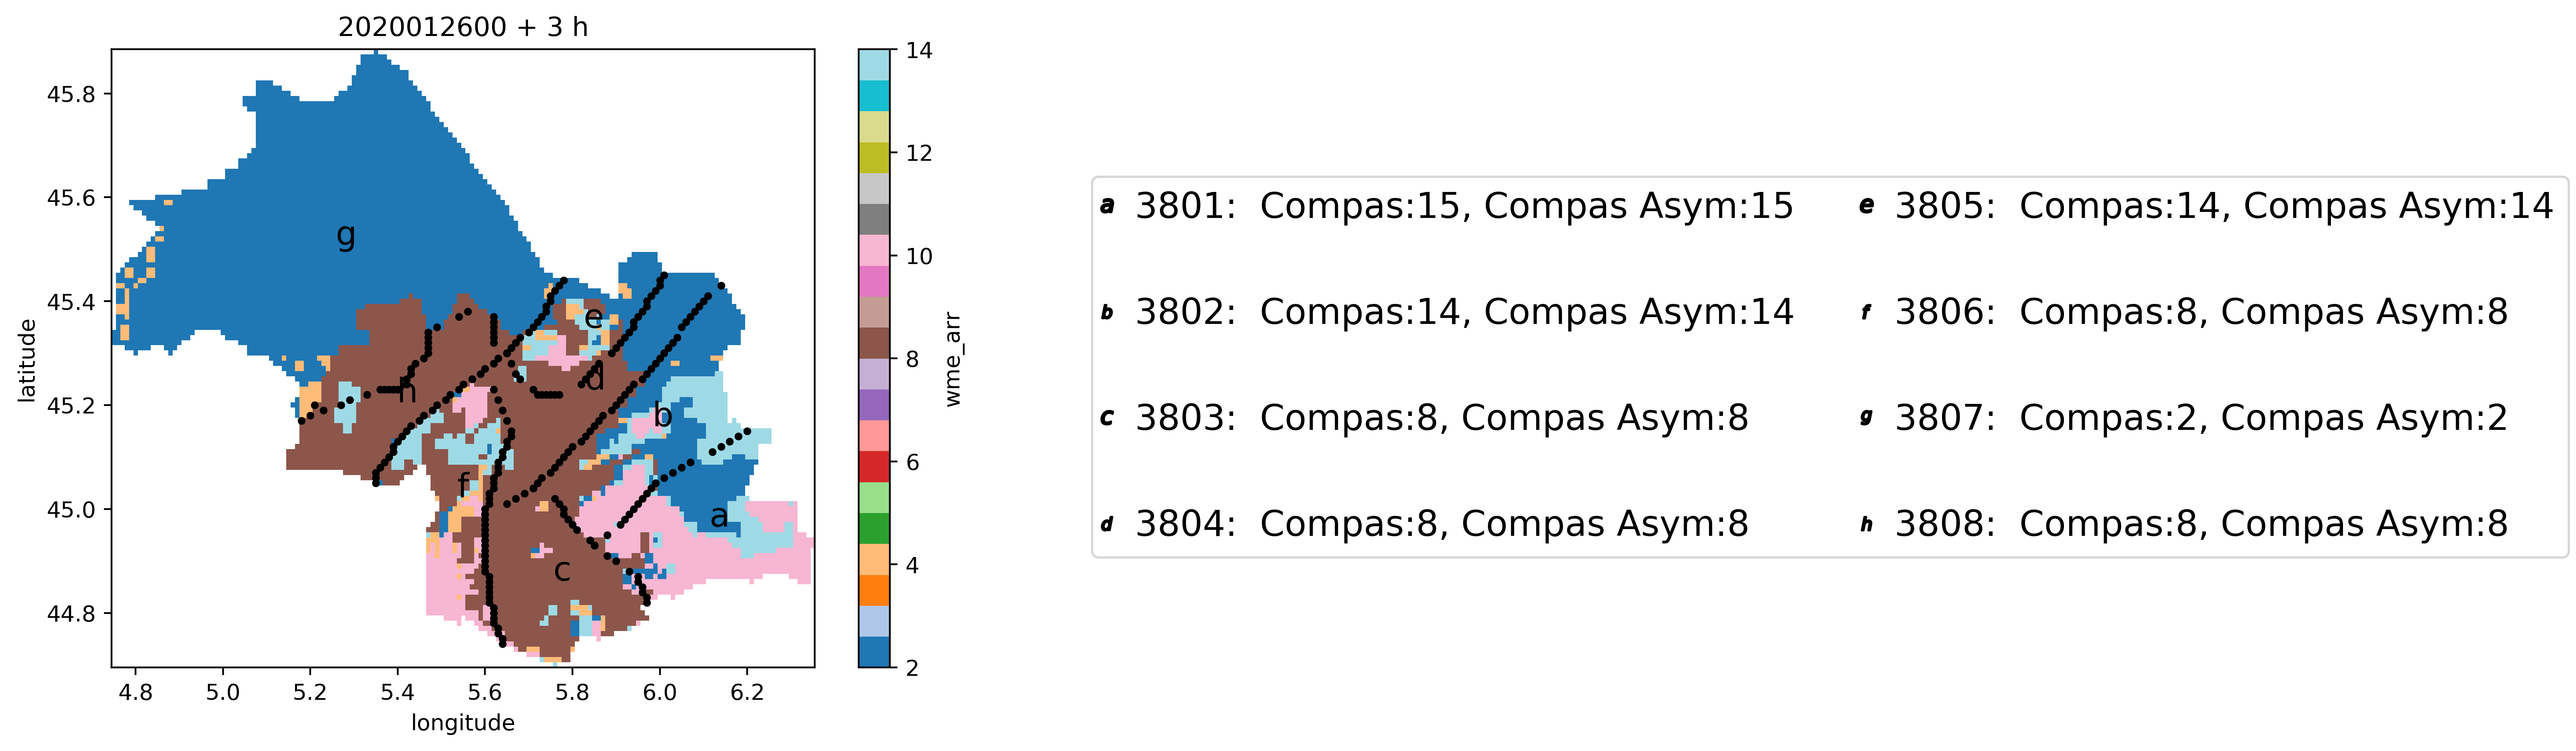 2020012600 + 3 h
45.8
45.6
45.4
45.2
45.0
44.8
latitude
4.8 5.0 5.2 5.4 5.6 5.8 6.0 6.2
longitude
g
e
d
h
b
f
a
c
14
12
10
8
6
4
2
wme_arr
a 3801: Compas:15, Compas Asym:15
b 3802: Compas:14, Compas Asym:14
c 3803: Compas:8, Compas Asym:8
d 3804: Compas:8, Compas Asym:8
e 3805: Compas:14, Compas Asym:14
f 3806: Compas:8, Compas Asym:8
g 3807: Compas:2, Compas Asym:2
h 3808: Compas:8, Compas Asym:8